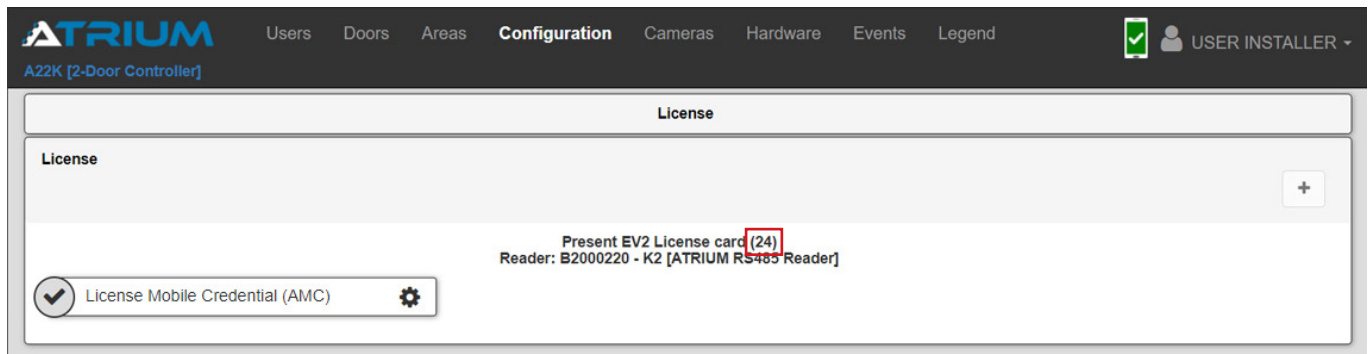 ATRIUM Users Doors Areas Configuration Cameras Hardware Events Legend USER INSTALLER
A22K [2-Door Controller]
License
License
+
Present EV2 License card (24)
Reader: B2000220 - K2 [ATRIUM RS485 Reader]
License Mobile Credential (AMC)